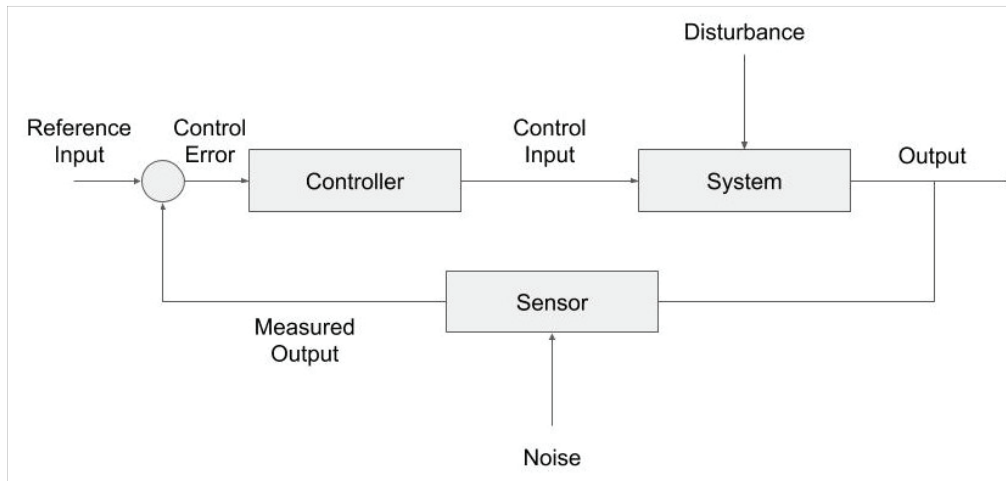 Disturbance
Reference
Input
Control
Error
Controller
Control
Input
System
Output
Sensor
Measured
Output
Noise